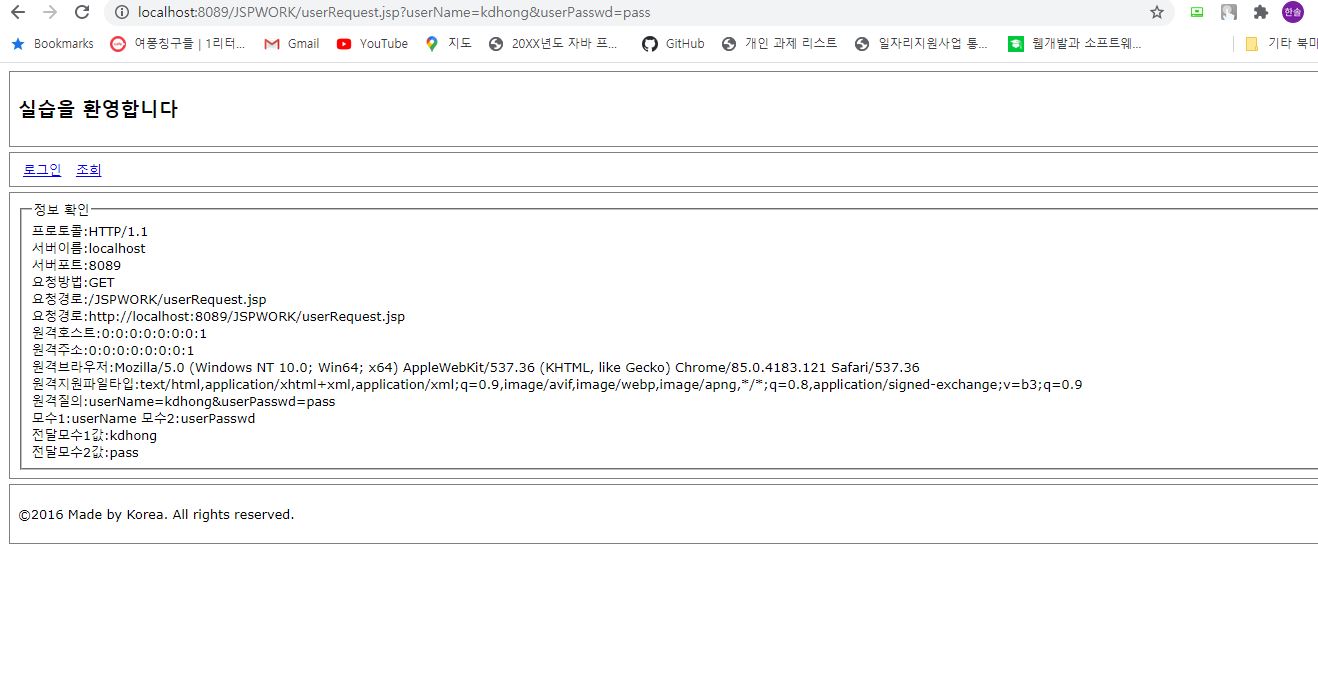 localhost:8089/JSPWORK/userRequest.jsp?userName=kdhong&userPasswd=pass
한솔
Bookmarks 여퐁칭구들 | 1리터... Gmail YouTube 지도 20XX년도 자바 프... GitHub 개인 과제 리스트 일자리지원사업 통... 웹개발과 소프트웨... 기타 북마
실습을 환영합니다
로그인 조회
정보 확인
프로토콜:HTTP/1.1
서버이름:localhost
서버포트:8089
요청방법:GET
요청경로:/JSPWORK/userRequest.jsp
요청경로:http://localhost:8089/JSPWORK/userRequest.jsp
원격호스트:0:0:0:0:0:0:0:1
원격주소:0:0:0:0:0:0:0:1
원격브라우저:Mozilla/5.0 (Windows NT 10.0; Win64; x64) AppleWebKit/537.36 (KHTML, like Gecko) Chrome/85.0.4183.121 Safari/537.36
원격지원파일타입:text/html,application/xhtml+xml,application/xml;q=0.9,image/avif,image/webp,image/apng,*/*;q=0.8,application/signed-exchange;v=b3;q=0.9
원격질의:userName=kdhong&userPasswd=pass
모수1:userName 모수2:userPasswd
전달모수1값:kdhong
전달모수2값:pass
©2016 Made by Korea. All rights reserved.